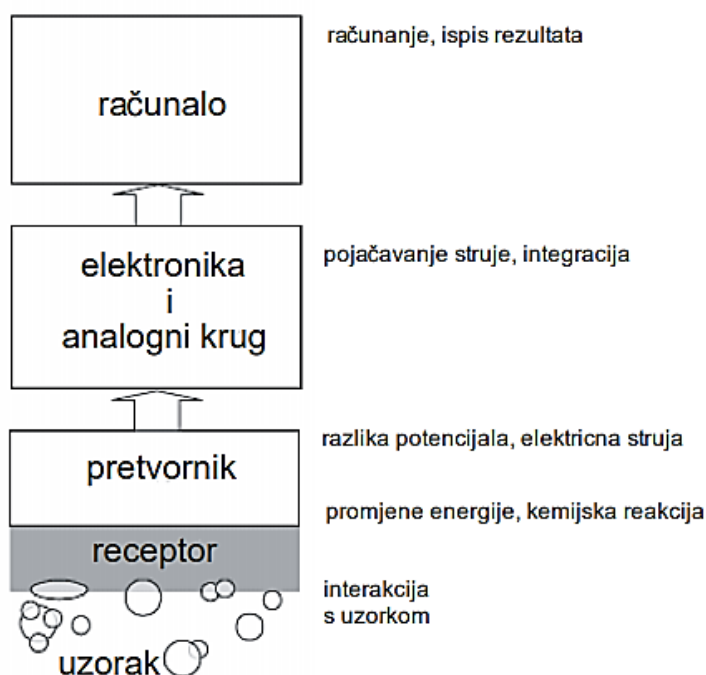 računanje, ispis rezultata
računalo
pojačavanje struje, integracija
elektronika
i
analogni krug
razlika potencijala, elektricna struja
pretvornik
promjene energije, kemijska reakcija
receptor
interakcija
s uzorkom
uzorak